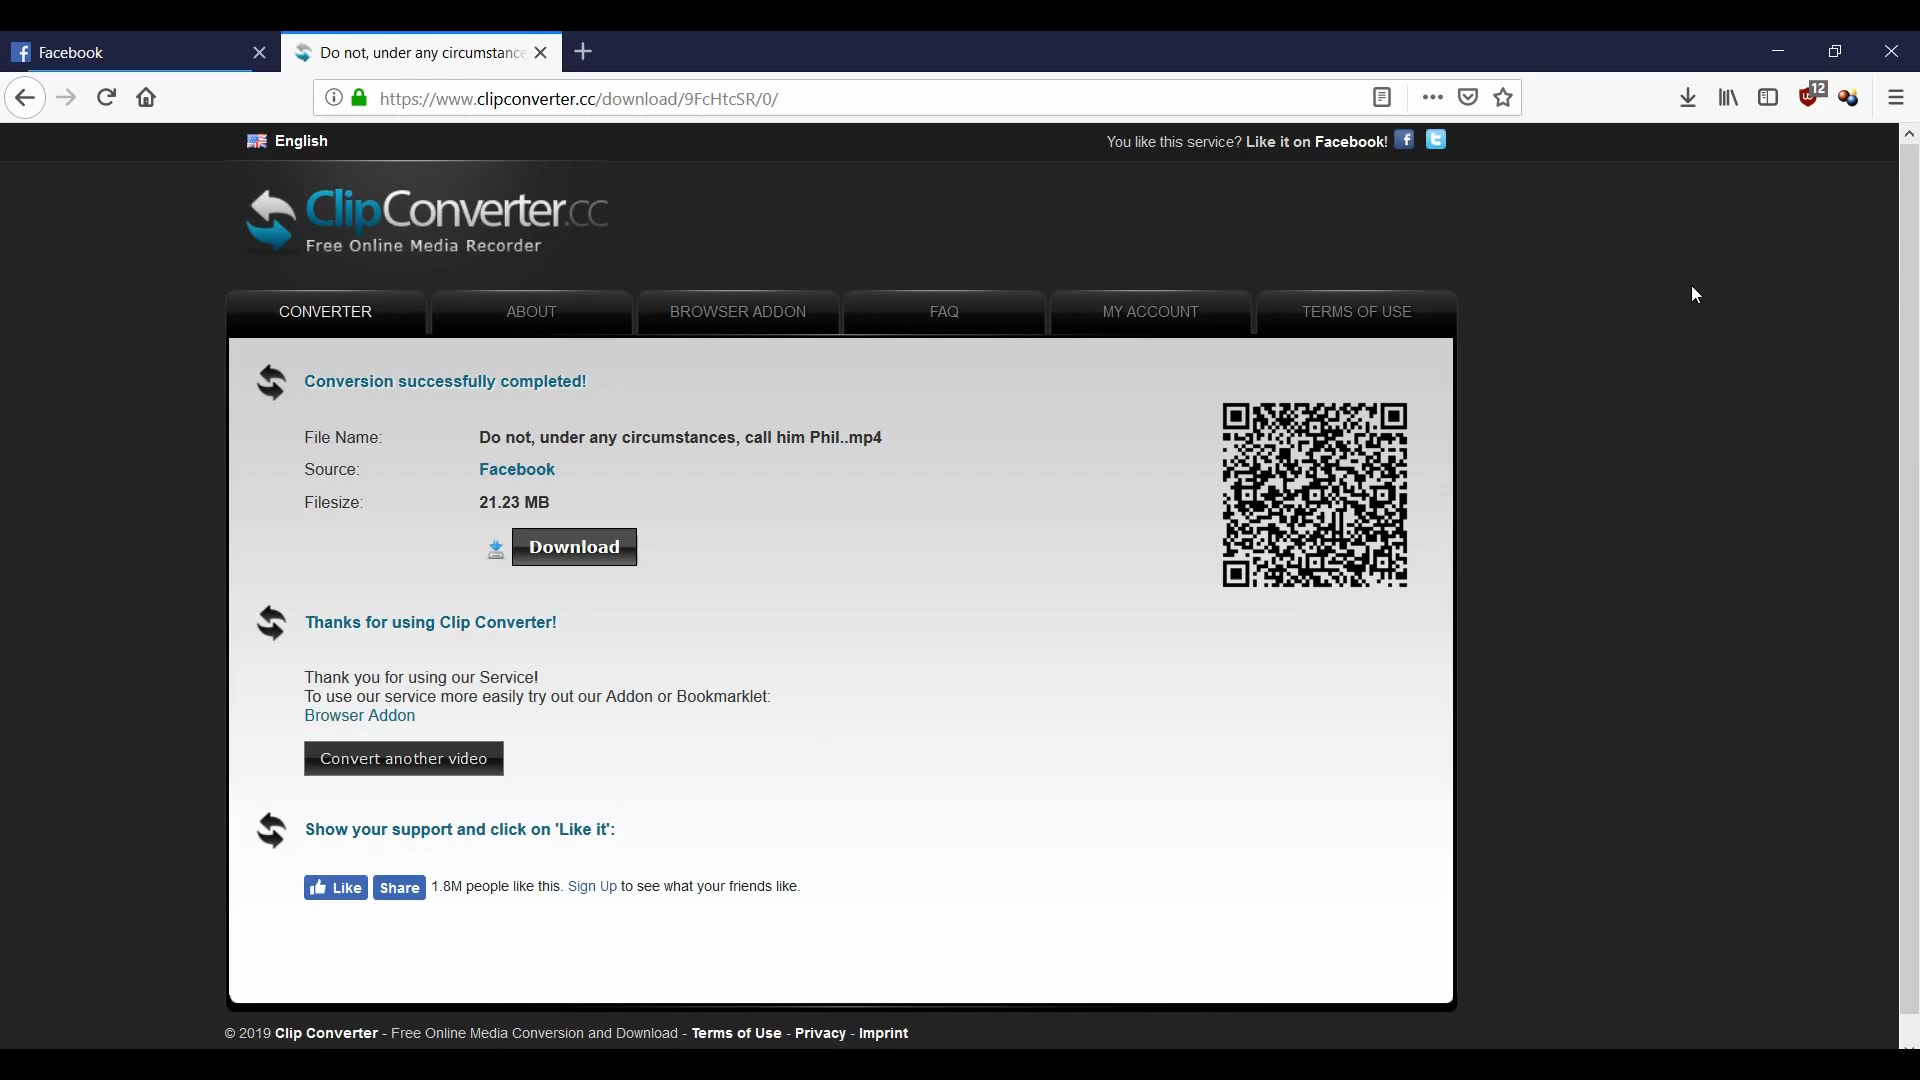 Facebook
Do not, under any circumstance
https://www.clipconverter.cc/download/9FcHtcSR/0/
12
English
You like this service? Like it on Facebook!
ClipConverter.cc
Free Online Media Recorder
CONVERTER
ABOUT
BROWSER ADDON
FAQ
MY ACCOUNT
TERMS OF USE
Conversion successfully completed!
File Name: Do not, under any circumstances, call him Phil..mp4
Source: Facebook
Filesize: 21.23 MB
Download
Thanks for using Clip Converter!
Thank you for using our Service!
To use our service more easily try out our Addon or Bookmarklet:
Browser Addon
Convert another video
Show your support and click on 'Like it':
Like Share 1.8M people like this. Sign Up to see what your friends like.
© 2019 Clip Converter - Free Online Media Conversion and Download - Terms of Use - Privacy - Imprint